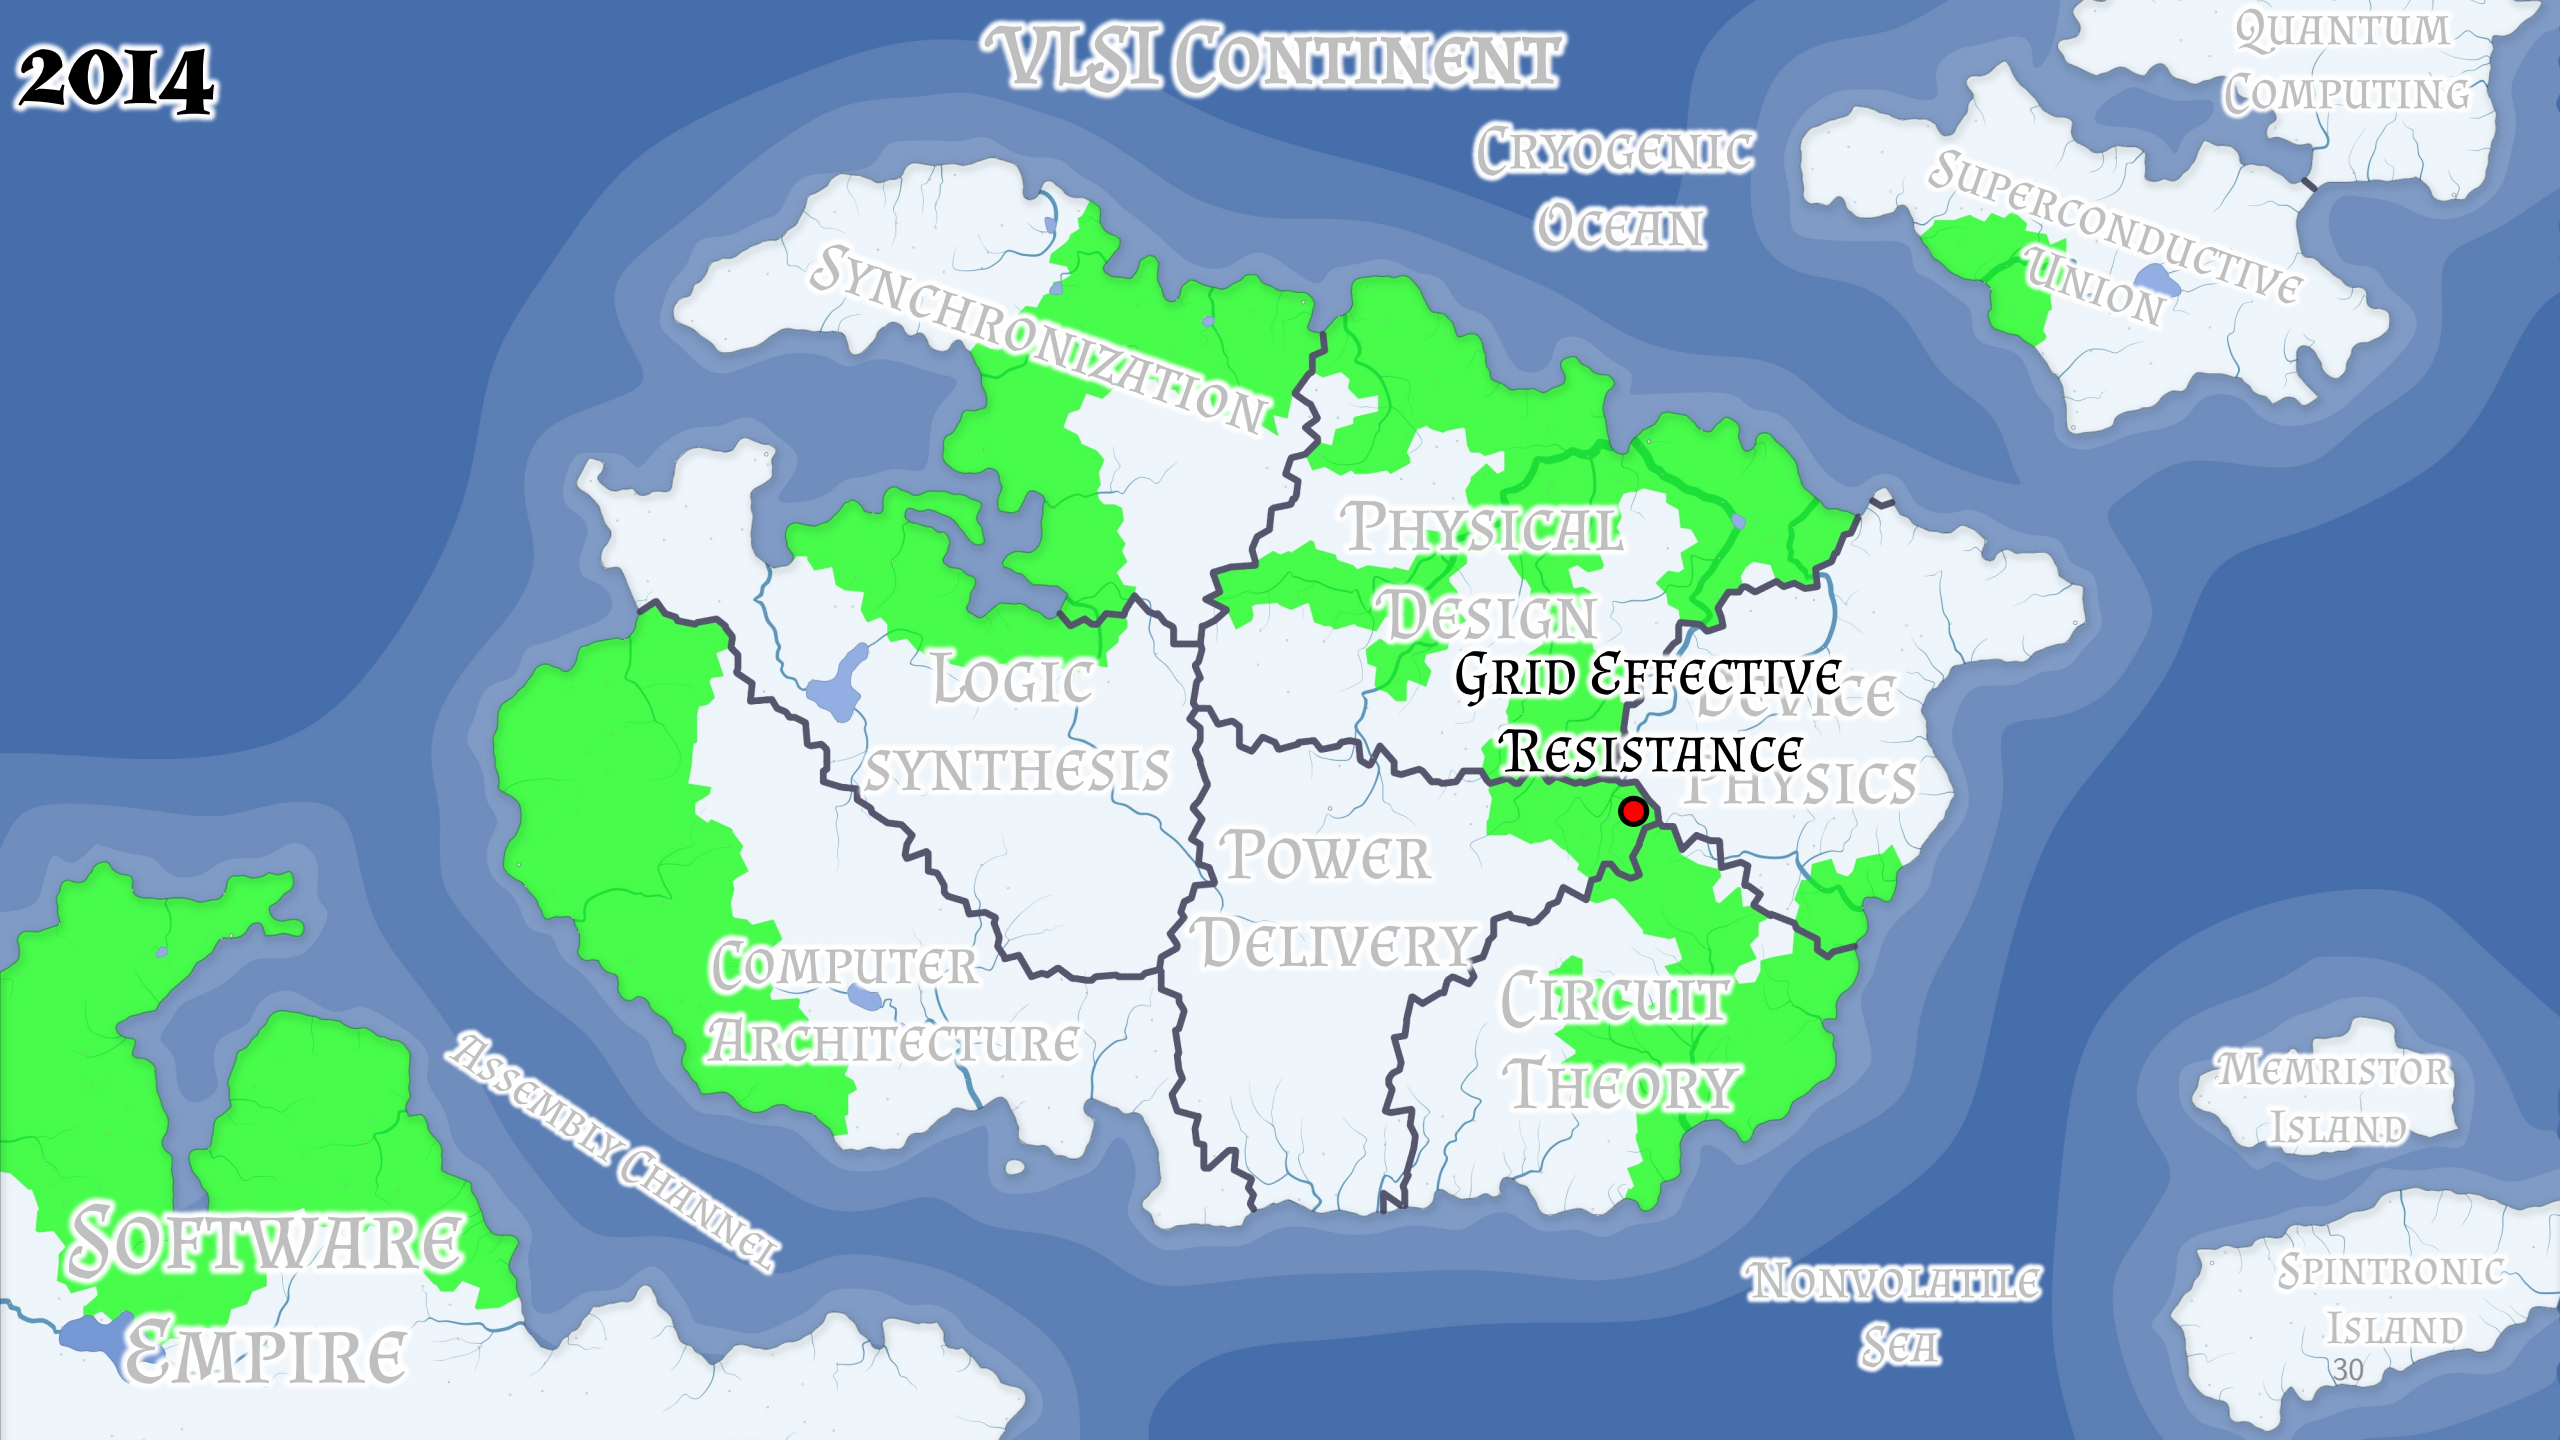 2014
VLSI Continent
Quantum
Computing
Cryogenic
Ocean
Superconductive
Union
Synchronization
Physical
Design
Grid Effective
Resistance
Device
Physics
Logic
synthesis
Power
Delivery
Computer
Architecture
Circuit
Theory
Assembly Channel
Software
Empire
Memristor
Island
Nonvolatile
Sea
Spintronic
Island
30